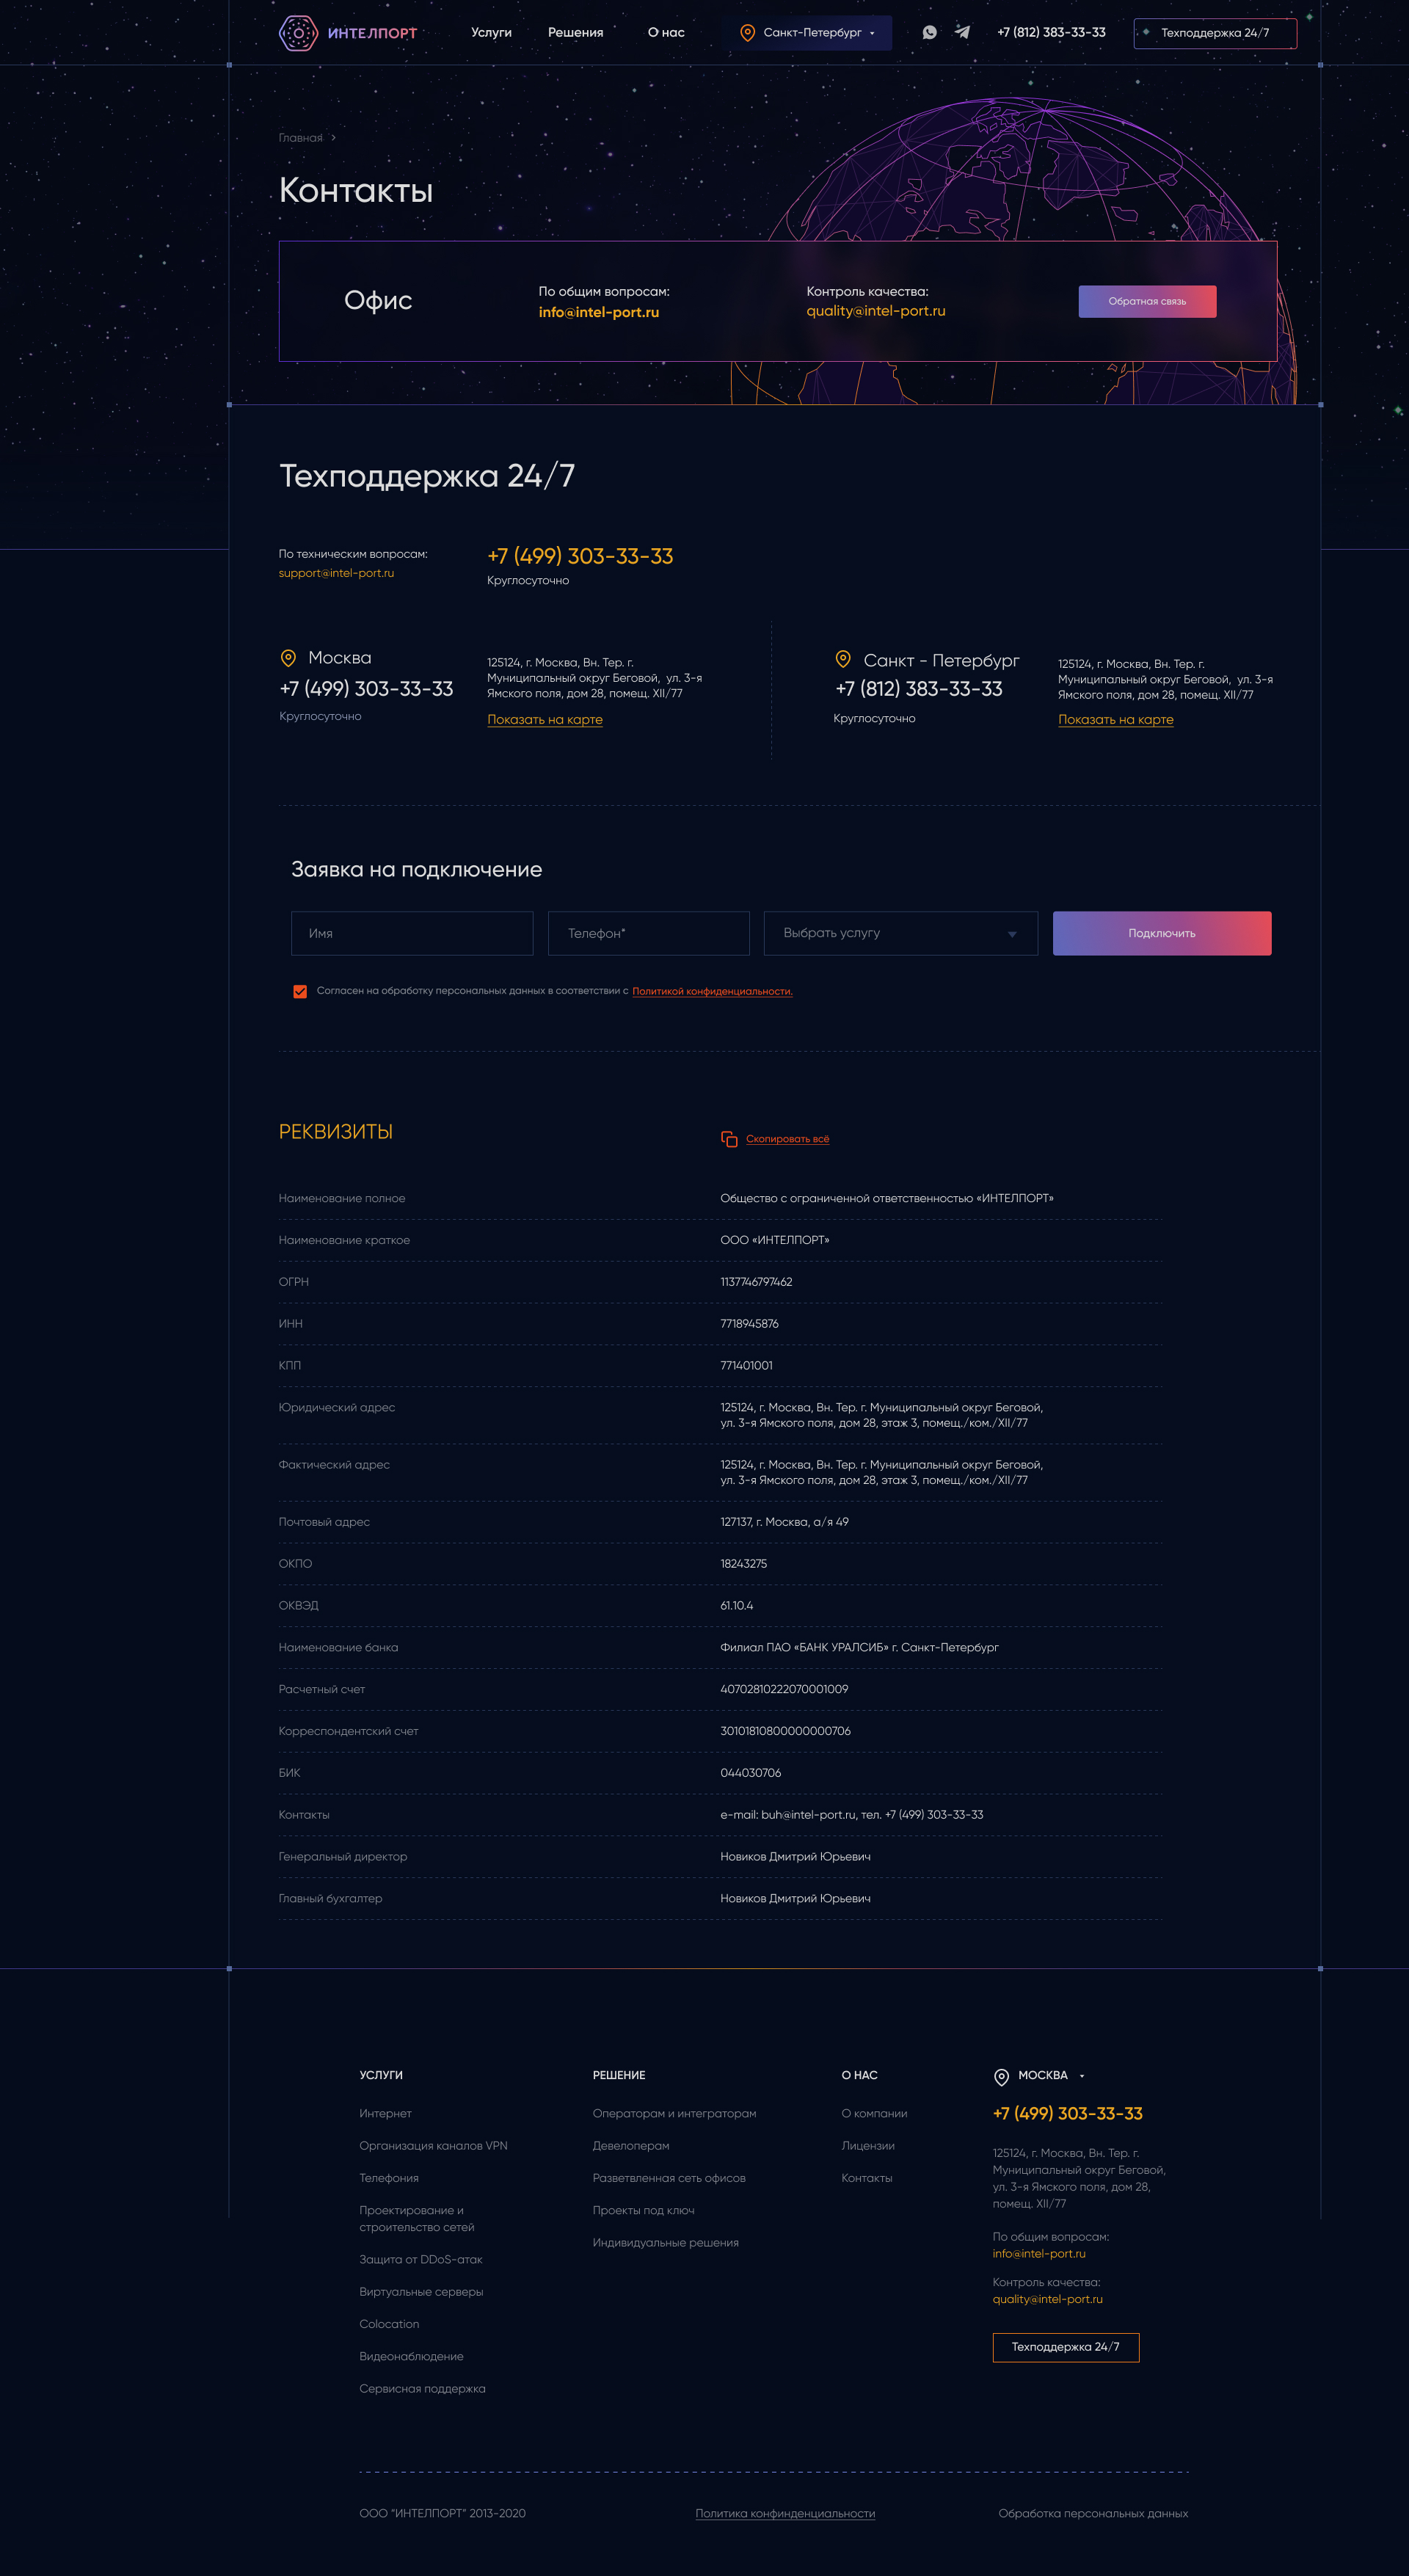 ИНТЕЛПОРТ
Услуги
Решения
О нас
Санкт-Петербург
+7 (812) 383-33-33
Техподдержка 24/7
Главная
Контакты
Офис
По общим вопросам:
info@intel-port.ru
Контроль качества:
quality@intel-port.ru
Обратная связь
Техподдержка 24/7
По техническим вопросам:
support@intel-port.ru
+7 (499) 303-33-33
Круглосуточно
Москва
+7 (499) 303-33-33
Круглосуточно
125124, г. Москва, Вн. Тер. г.
Муниципальный округ Беговой, ул. 3-я
Ямского поля, дом 28, помещ. XII/77
Показать на карте
Санкт - Петербург
+7 (812) 383-33-33
Круглосуточно
125124, г. Москва, Вн. Тер. г.
Муниципальный округ Беговой, ул. 3-я
Ямского поля, дом 28, помещ. XII/77
Показать на карте
Заявка на подключение
Имя
Телефон*
Выбрать услугу
Подключить
Согласен на обработку персональных данных в соответствии с Политикой конфиденциальности.
РЕКВИЗИТЫ
Скопировать всё
Наименование полное
Общество с ограниченной ответственностью «ИНТЕЛПОРТ»
Наименование краткое
ООО «ИНТЕЛПОРТ»
ОГРН
1137746797462
ИНН
7718945876
КПП
771401001
Юридический адрес
125124, г. Москва, Вн. Тер. г. Муниципальный округ Беговой,
ул. 3-я Ямского поля, дом 28, этаж 3, помещ./ком./XII/77
Фактический адрес
125124, г. Москва, Вн. Тер. г. Муниципальный округ Беговой,
ул. 3-я Ямского поля, дом 28, этаж 3, помещ./ком./XII/77
Почтовый адрес
127137, г. Москва, а/я 49
ОКПО
18243275
ОКВЭД
61.10.4
Наименование банка
Филиал ПАО «БАНК УРАЛСИБ» г. Санкт-Петербург
Расчетный счет
40702810222070001009
Корреспондентский счет
30101810800000000706
БИК
044030706
Контакты
e-mail: buh@intel-port.ru, тел. +7 (499) 303-33-33
Генеральный директор
Новиков Дмитрий Юрьевич
Главный бухгалтер
Новиков Дмитрий Юрьевич
УСЛУГИ
Интернет
Организация каналов VPN
Телефония
Проектирование и
строительство сетей
Защита от DDoS-атак
Виртуальные серверы
Colocation
Видеонаблюдение
Сервисная поддержка
РЕШЕНИЕ
Операторам и интеграторам
Девелоперам
Разветвленная сеть офисов
Проекты под ключ
Индивидуальные решения
О НАС
О компании
Лицензии
Контакты
МОСКВА
+7 (499) 303-33-33
125124, г. Москва, Вн. Тер. г.
Муниципальный округ Беговой,
ул. 3-я Ямского поля, дом 28,
помещ. XII/77
По общим вопросам:
info@intel-port.ru
Контроль качества:
quality@intel-port.ru
Техподдержка 24/7
ООО "ИНТЕЛПОРТ" 2013-2020
Политика конфинденциальности
Обработка персональных данных